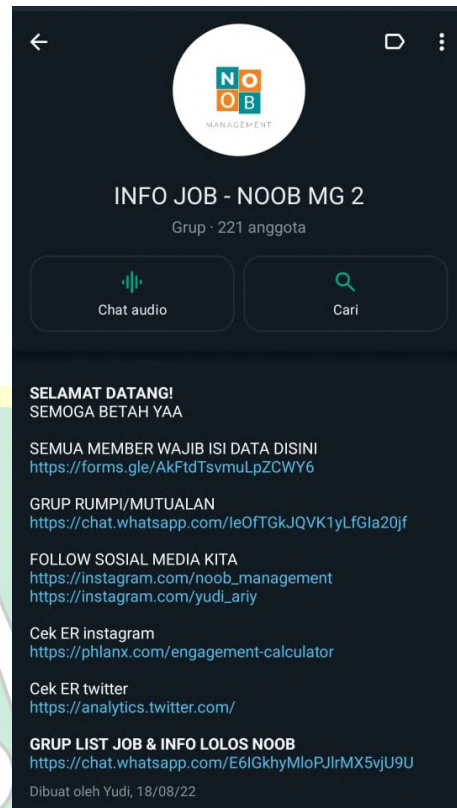 NO
OB
MANAGEMENT
INFO JOB - NOOB MG 2
Grup · 221 anggota
Chat audio
Cari
SELAMAT DATANG!
SEMOGA BETAH YAA
SEMUA MEMBER WAJIB ISI DATA DISINI
https://forms.gle/AkFtdTsvmuLpZCWY6
GRUP RUMPI/MUTUALAN
https://chat.whatsapp.com/IeOfTGkJQVK1yLfGIa20jf
FOLLOW SOSIAL MEDIA KITA
https://instagram.com/noob_management
https://instagram.com/yudi_ariy
Cek ER instagram
https://phlanx.com/engagement-calculator
Cek ER twitter
https://analytics.twitter.com/
GRUP LIST JOB & INFO LOLOS NOOB
https://chat.whatsapp.com/E6IGkhyMloPJlrMX5vjU9U
Dibuat oleh Yudi, 18/08/22